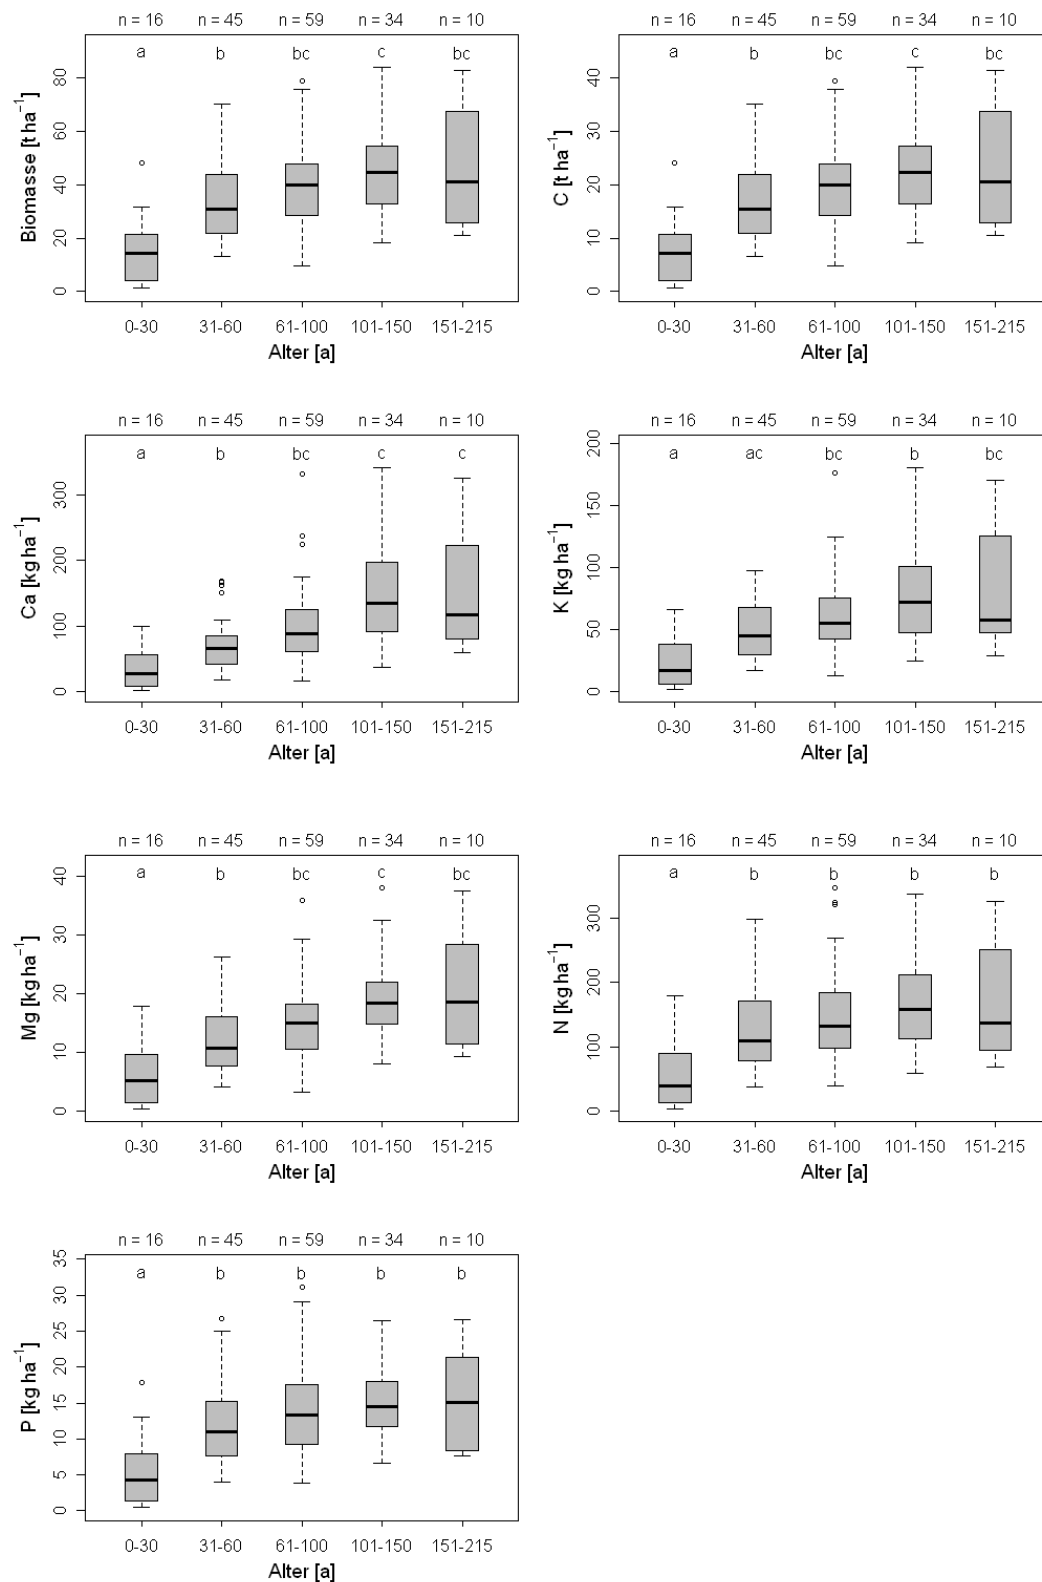 n = 16 n = 45 n = 59 n = 34 n = 10
a b bc c bc
Biomasse [t ha⁻¹]
80
60
40
20
0
0-30 31-60 61-100 101-150 151-215
Alter [a]
n = 16 n = 45 n = 59 n = 34 n = 10
a b bc c bc
C [t ha⁻¹]
40
30
20
10
0
0-30 31-60 61-100 101-150 151-215
Alter [a]
n = 16 n = 45 n = 59 n = 34 n = 10
a b bc c c
Ca [kg ha⁻¹]
300
200
100
0
0-30 31-60 61-100 101-150 151-215
Alter [a]
n = 16 n = 45 n = 59 n = 34 n = 10
a ac bc b bc
K [kg ha⁻¹]
200
150
100
50
0
0-30 31-60 61-100 101-150 151-215
Alter [a]
n = 16 n = 45 n = 59 n = 34 n = 10
a b bc c bc
Mg [kg ha⁻¹]
40
30
20
10
0
0-30 31-60 61-100 101-150 151-215
Alter [a]
n = 16 n = 45 n = 59 n = 34 n = 10
a b b b b
N [kg ha⁻¹]
300
200
100
0
0-30 31-60 61-100 101-150 151-215
Alter [a]
n = 16 n = 45 n = 59 n = 34 n = 10
a b b b b
P [kg ha⁻¹]
35
30
25
20
15
10
5
0
0-30 31-60 61-100 101-150 151-215
Alter [a]